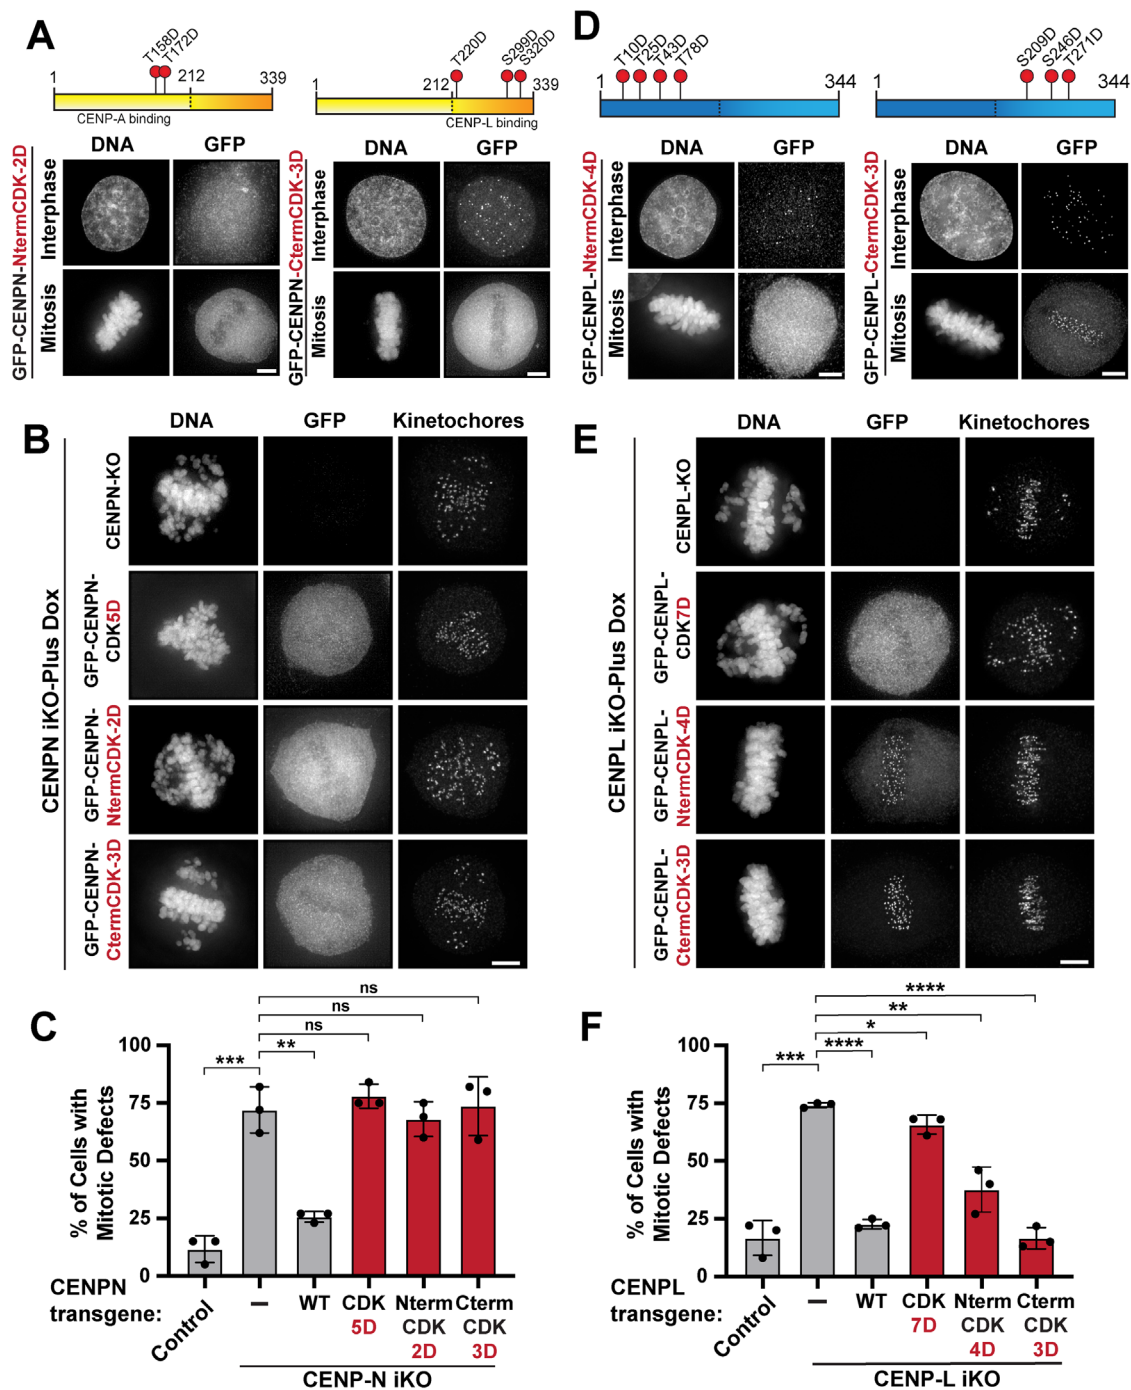 A
T158D
T172D
1
212
339
CENP-A binding
T220D
S299D
S320D
1
212
339
CENP-L binding
DNA
GFP
DNA
GFP
GFP-CENPN-NtermCDK-2D
Interphase
Mitosis
GFP-CENPN-CtermCDK-3D
Interphase
Mitosis
D
T10D
T25D
T43D
T78D
1
344
S209D
S246D
T271D
1
344
DNA
GFP
DNA
GFP
GFP-CENPL-NtermCDK-4D
Interphase
Mitosis
GFP-CENPL-CtermCDK-3D
Interphase
Mitosis
B
DNA
GFP
Kinetochores
CENPN iKO-Plus Dox
CENPN-KO
GFP-CENPN-
CDK5D
GFP-CENPN-
NtermCDK-2D
GFP-CENPN-
CtermCDK-3D
E
DNA
GFP
Kinetochores
CENPL iKO-Plus Dox
CENPL-KO
GFP-CENPL-
CDK7D
GFP-CENPL-
NtermCDK-4D
GFP-CENPL-
CtermCDK-3D
C
ns
ns
ns
**
***
% of Cells with
Mitotic Defects
100
75
50
25
0
CENPN
transgene:
Control
–
WT
CDK
5D
Nterm
CDK
2D
Cterm
CDK
3D
CENP-N iKO
F
****
**
*
****
***
% of Cells with
Mitotic Defects
100
75
50
25
0
CENPL
transgene:
Control
–
WT
CDK
7D
Nterm
CDK
4D
Cterm
CDK
3D
CENP-L iKO